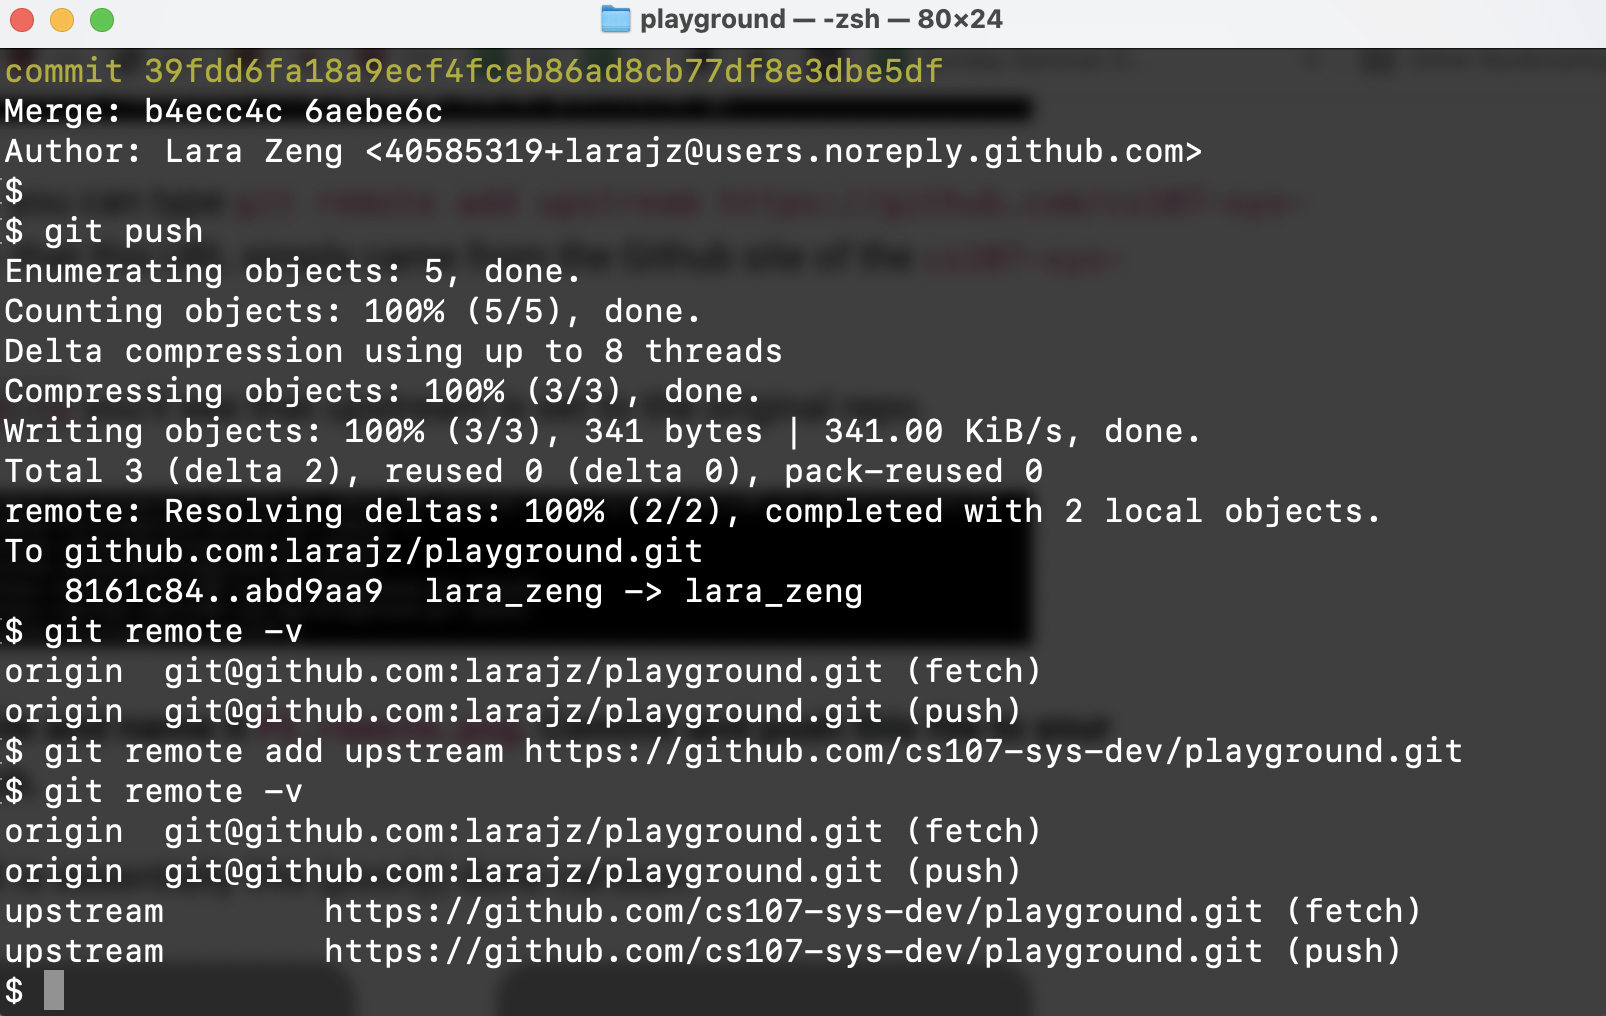 playground — -zsh — 80×24
commit 39fdd6fa18a9ecf4fceb86ad8cb77df8e3dbe5df
Merge: b4ecc4c 6aebe6c
Author: Lara Zeng <40585319+larajz@users.noreply.github.com>
$
$ git push
Enumerating objects: 5, done.
Counting objects: 100% (5/5), done.
Delta compression using up to 8 threads
Compressing objects: 100% (3/3), done.
Writing objects: 100% (3/3), 341 bytes | 341.00 KiB/s, done.
Total 3 (delta 2), reused 0 (delta 0), pack-reused 0
remote: Resolving deltas: 100% (2/2), completed with 2 local objects.
To github.com:larajz/playground.git
   8161c84..abd9aa9  lara_zeng -> lara_zeng
$ git remote -v
origin  git@github.com:larajz/playground.git (fetch)
origin  git@github.com:larajz/playground.git (push)
$ git remote add upstream https://github.com/cs107-sys-dev/playground.git
$ git remote -v
origin  git@github.com:larajz/playground.git (fetch)
origin  git@github.com:larajz/playground.git (push)
upstream        https://github.com/cs107-sys-dev/playground.git (fetch)
upstream        https://github.com/cs107-sys-dev/playground.git (push)
$